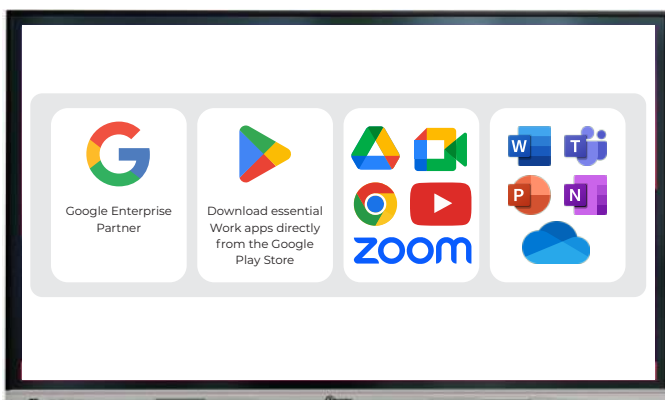 Google Enterprise
Partner
Download essential
Work apps directly
from the Google
Play Store
zoom
W
T
P
N